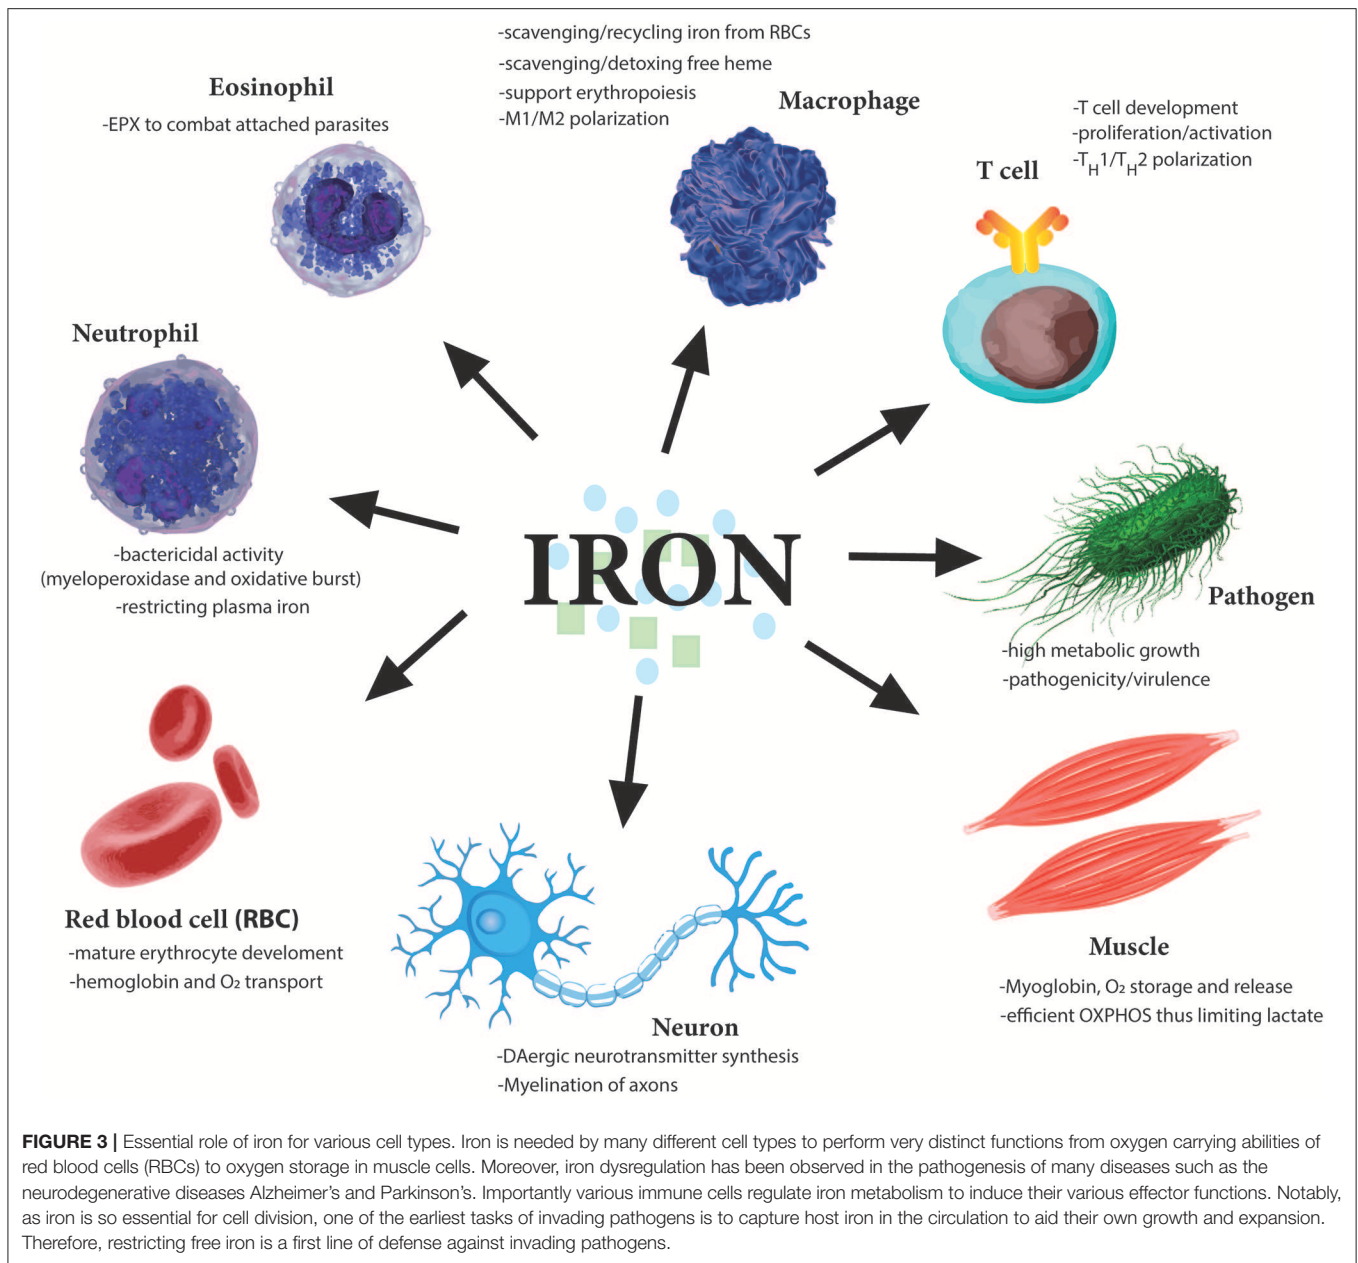 -scavenging/recycling iron from RBCs
-scavenging/detoxing free heme
-support erythropoiesis
-M1/M2 polarization
Macrophage
Eosinophil
-EPX to combat attached parasites
-T cell development
-proliferation/activation
-TH1/TH2 polarization
T cell
Neutrophil
-bactericidal activity
(myeloperoxidase and oxidative burst)
-restricting plasma iron
IRON
Pathogen
-high metabolic growth
-pathogenicity/virulence
Red blood cell (RBC)
-mature erythrocyte develoment
-hemoglobin and O₂ transport
Neuron
-DAergic neurotransmitter synthesis
-Myelination of axons
Muscle
-Myoglobin, O₂ storage and release
-efficient OXPHOS thus limiting lactate
FIGURE 3 | Essential role of iron for various cell types. Iron is needed by many different cell types to perform very distinct functions from oxygen carrying abilities of
red blood cells (RBCs) to oxygen storage in muscle cells. Moreover, iron dysregulation has been observed in the pathogenesis of many diseases such as the
neurodegenerative diseases Alzheimer's and Parkinson's. Importantly various immune cells regulate iron metabolism to induce their various effector functions. Notably,
as iron is so essential for cell division, one of the earliest tasks of invading pathogens is to capture host iron in the circulation to aid their own growth and expansion.
Therefore, restricting free iron is a first line of defense against invading pathogens.